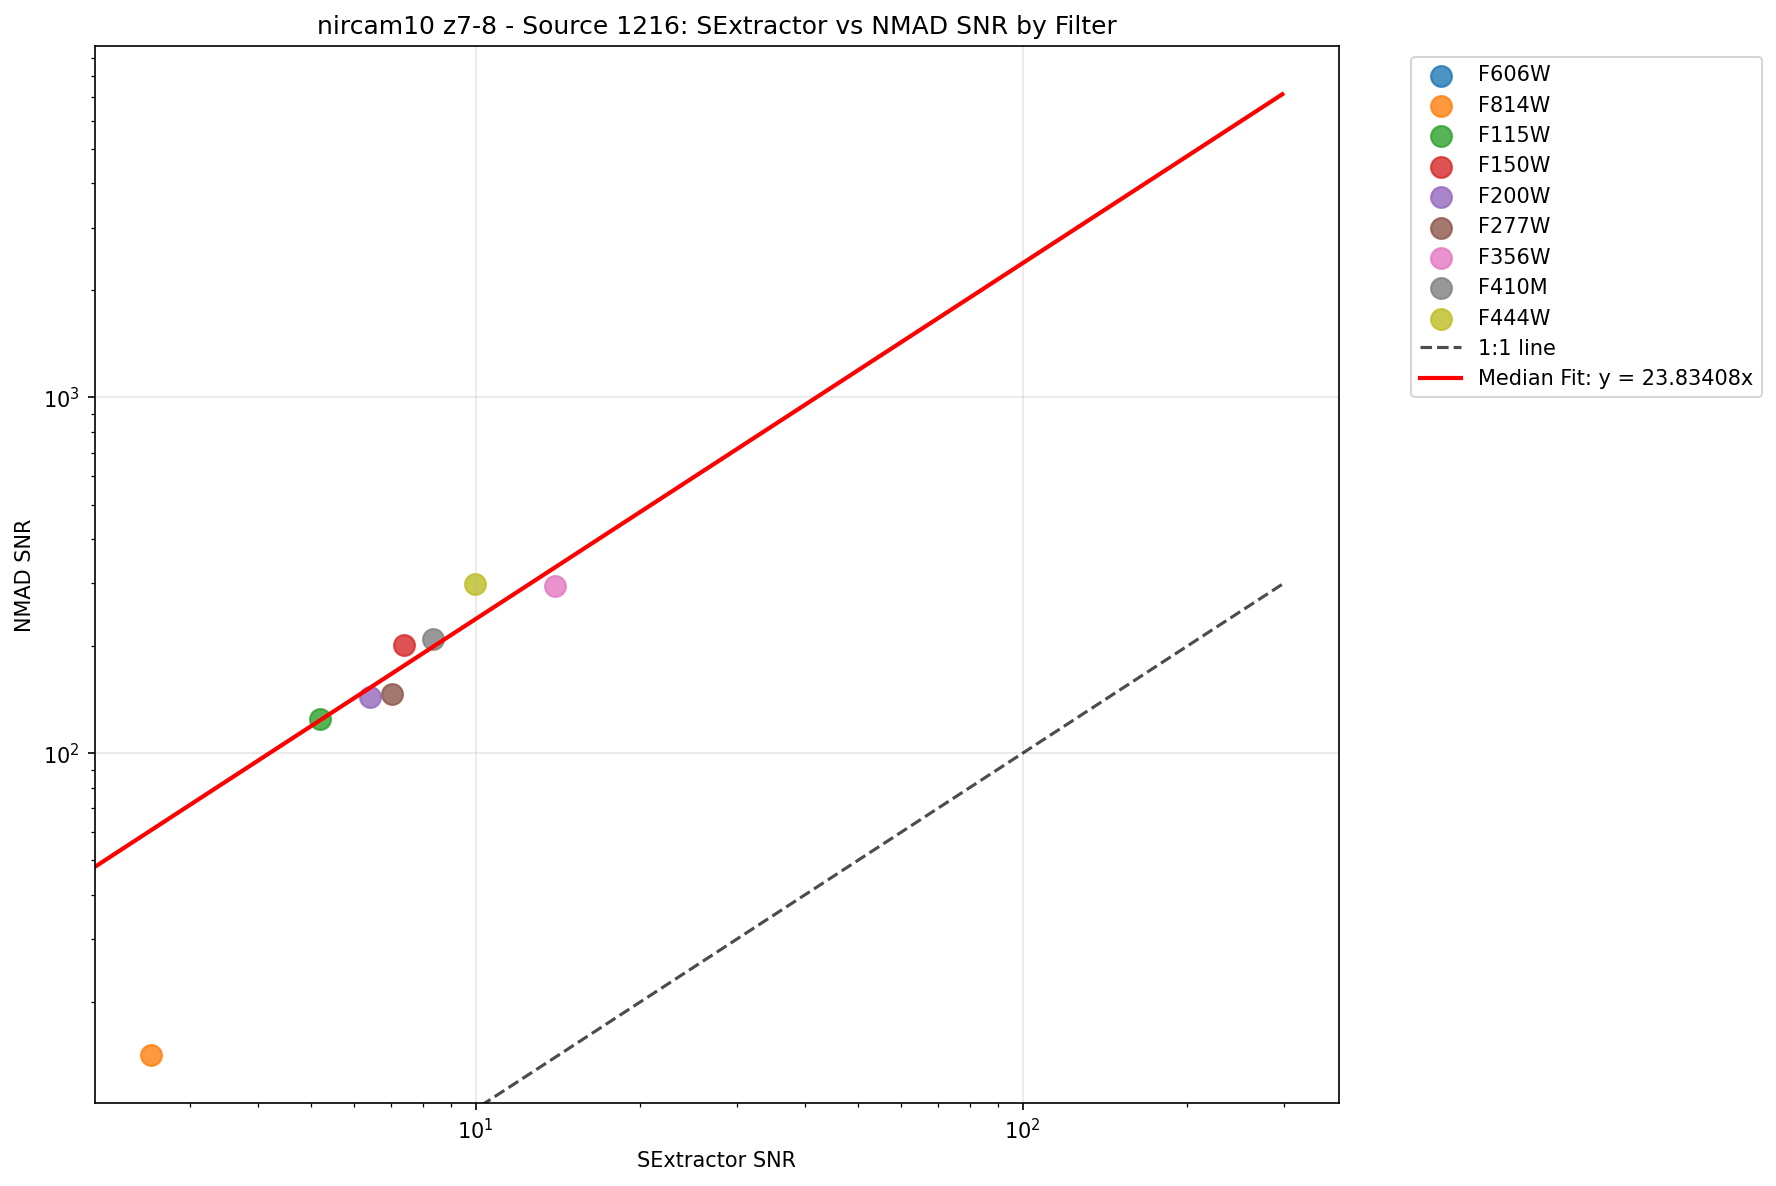 nircam10 z7-8 - Source 1216: SExtractor vs NMAD SNR by Filter
F606W
F814W
F115W
F150W
F200W
F277W
F356W
F410M
F444W
1:1 line
Median Fit: y = 23.83408x
NMAD SNR
10³
10²
10¹
10²
SExtractor SNR